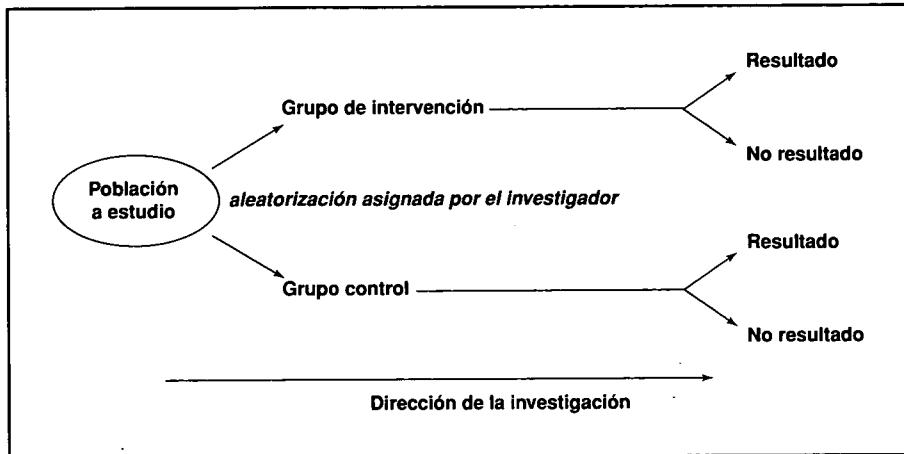 Resultado
Grupo de intervención
No resultado
Población
a estudio
aleatorización asignada por el investigador
Resultado
Grupo control
No resultado
Dirección de la investigación